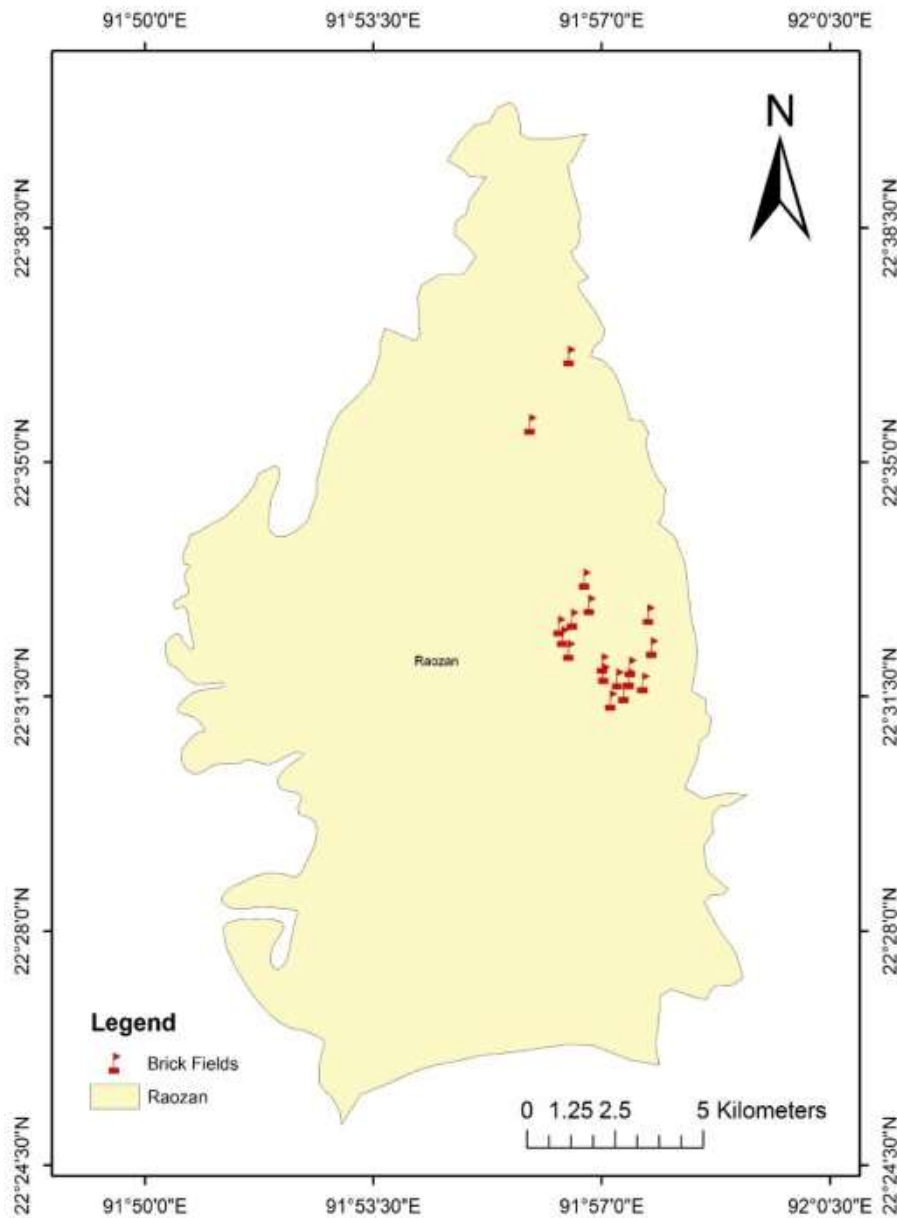 91°50'0"E 91°53'30"E 91°57'0"E 92°0'30"E
N
22°38'30"N 22°38'30"N
22°35'0"N 22°35'0"N
Raozan
22°31'30"N 22°31'30"N
22°28'0"N 22°28'0"N
Legend
Brick Fields
Raozan
0 1.25 2.5 5 Kilometers
22°24'30"N 22°24'30"N
91°50'0"E 91°53'30"E 91°57'0"E 92°0'30"E